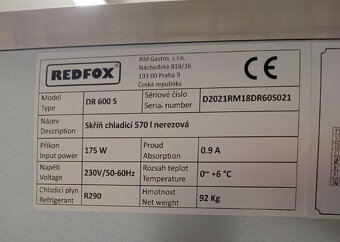 REDFOX
RM Gastro, s.r.o.
Náchodská 818/16
193 00 Praha 9
Česká republika
CE
Model
Type
DR 600 S
Sériové číslo
Serial number
D2021RM18DR60S021
Název
Description
Skříň chladicí 570 l nerezová
Příkon
Input power
175 W
Proud
Absorption
0.9 A
Napětí
Voltage
230V/50-60Hz
Rozsah teplot
Temperature
0~+6 °C
Chladicí plyn
Refrigerant
R290
Hmotnost
Net weight
92 Kg